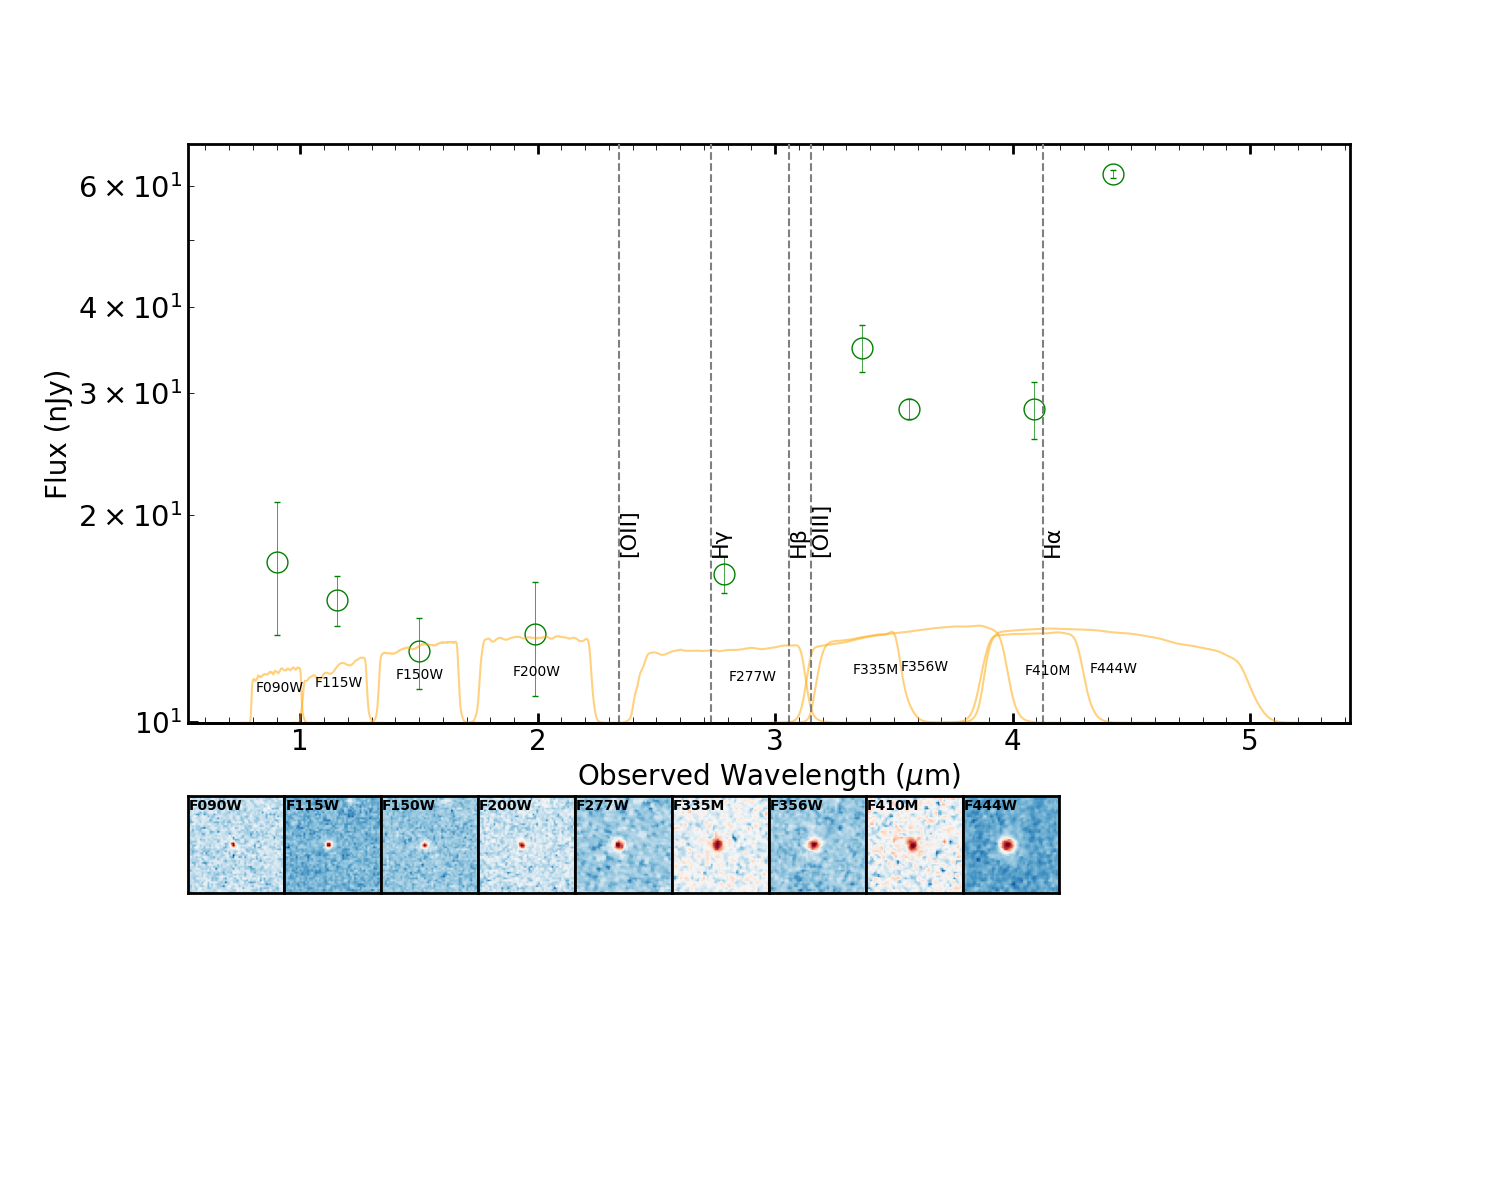 6 × 10¹
4 × 10¹
3 × 10¹
2 × 10¹
10¹
Flux (nJy)
[OII]
Hγ
Hβ
[OIII]
Hα
F090W
F115W
F150W
F200W
F277W
F335M
F356W
F410M
F444W
1 2 3 4 5
Observed Wavelength (μm)
F090W F115W F150W F200W F277W F335M F356W F410M F444W